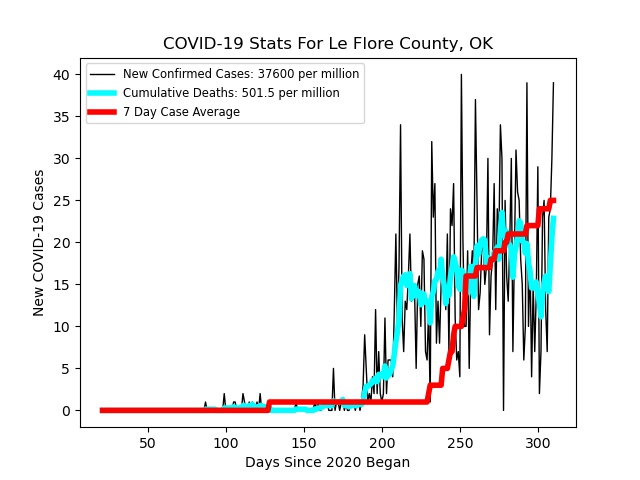 COVID-19 Stats For Le Flore County, OK
New Confirmed Cases: 37600 per million
Cumulative Deaths: 501.5 per million
7 Day Case Average
40
35
30
25
20
15
10
5
0
New COVID-19 Cases
50 100 150 200 250 300
Days Since 2020 Began